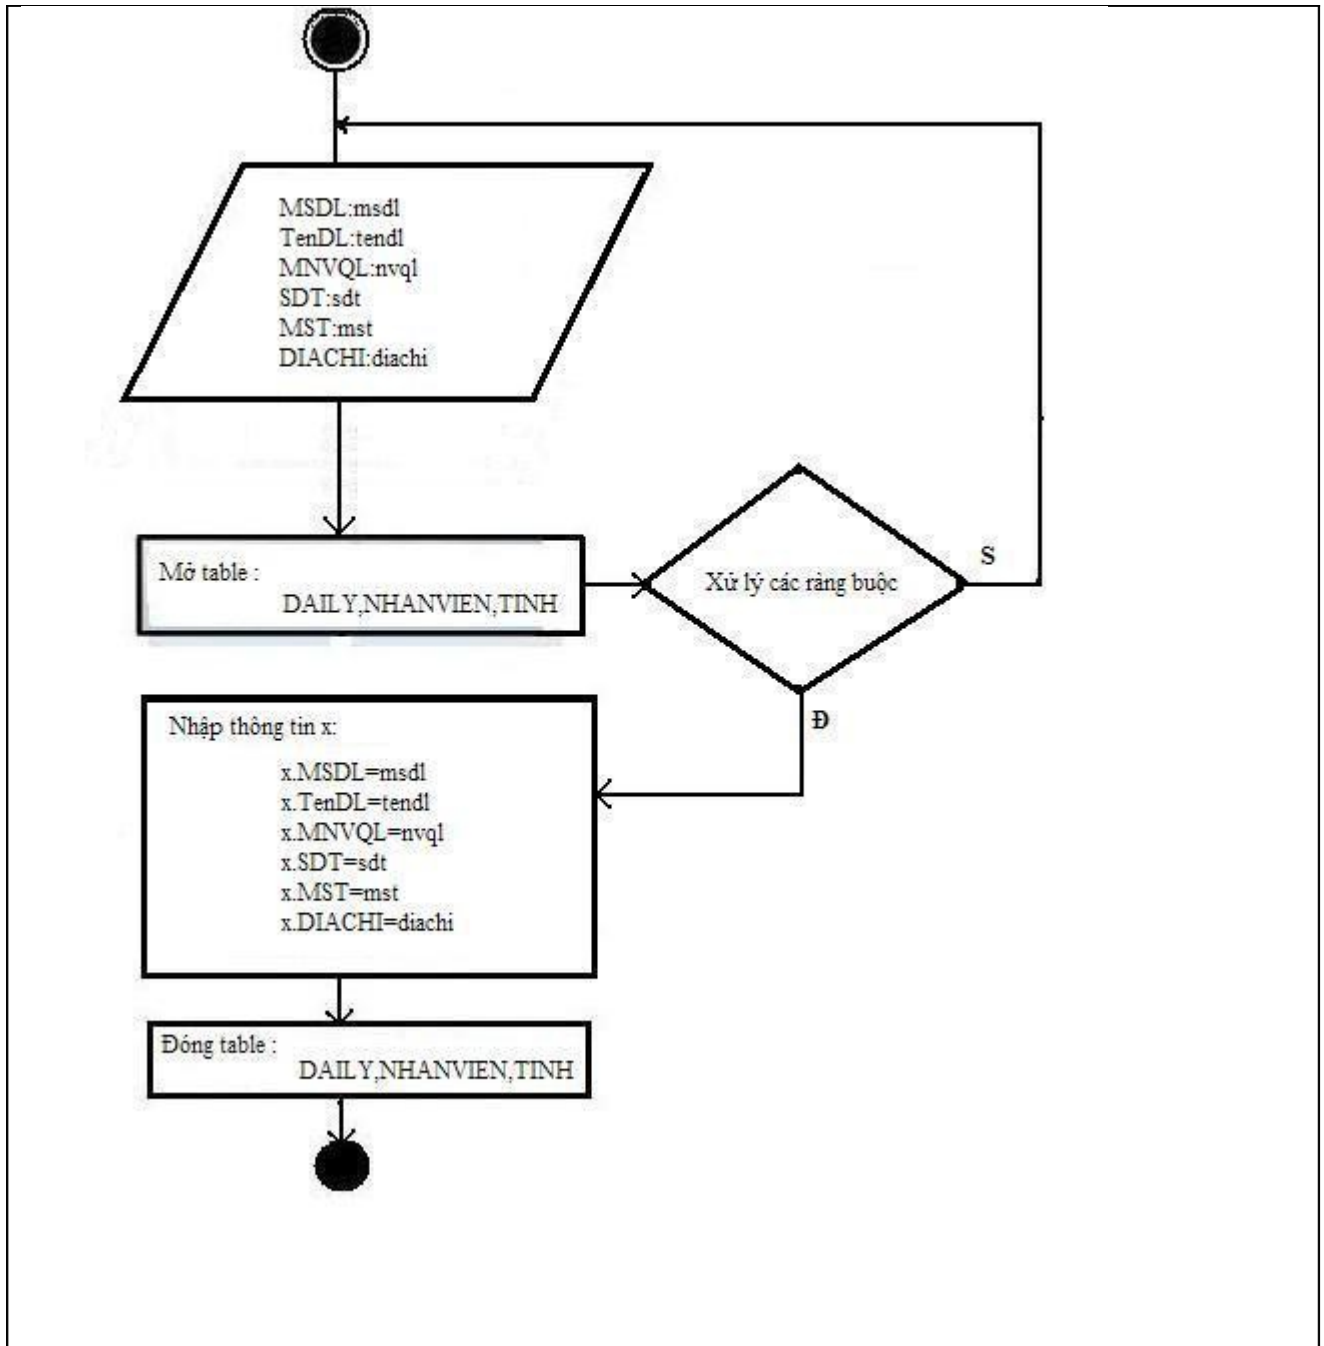 MSDL:msdl
TenDL:tendl
MNVQL:nvql
SDT:sdt
MST:mst
DIACHI:diachi
Mở table :
DAILY,NHANVIEN,TINH
Xử lý các ràng buộc
S
Đ
Nhập thông tin x:
x.MSDL=msdl
x.TenDL=tendl
x.MNVQL=nvql
x.SDT=sdt
x.MST=mst
x.DIACHI=diachi
Đóng table :
DAILY,NHANVIEN,TINH